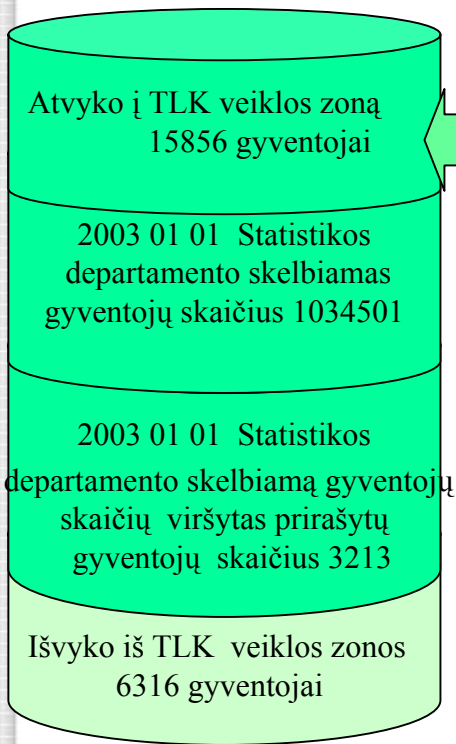 Atvyko į TLK veiklos zoną
15856 gyventojai
2003 01 01 Statistikos
departamento skelbiamas
gyventojų skaičius 1034501
2003 01 01 Statistikos
departamento skelbiamą gyventojų
skaičių viršytas prirašytų
gyventojų skaičius 3213
Išvyko iš TLK veiklos zonos
6316 gyventojai